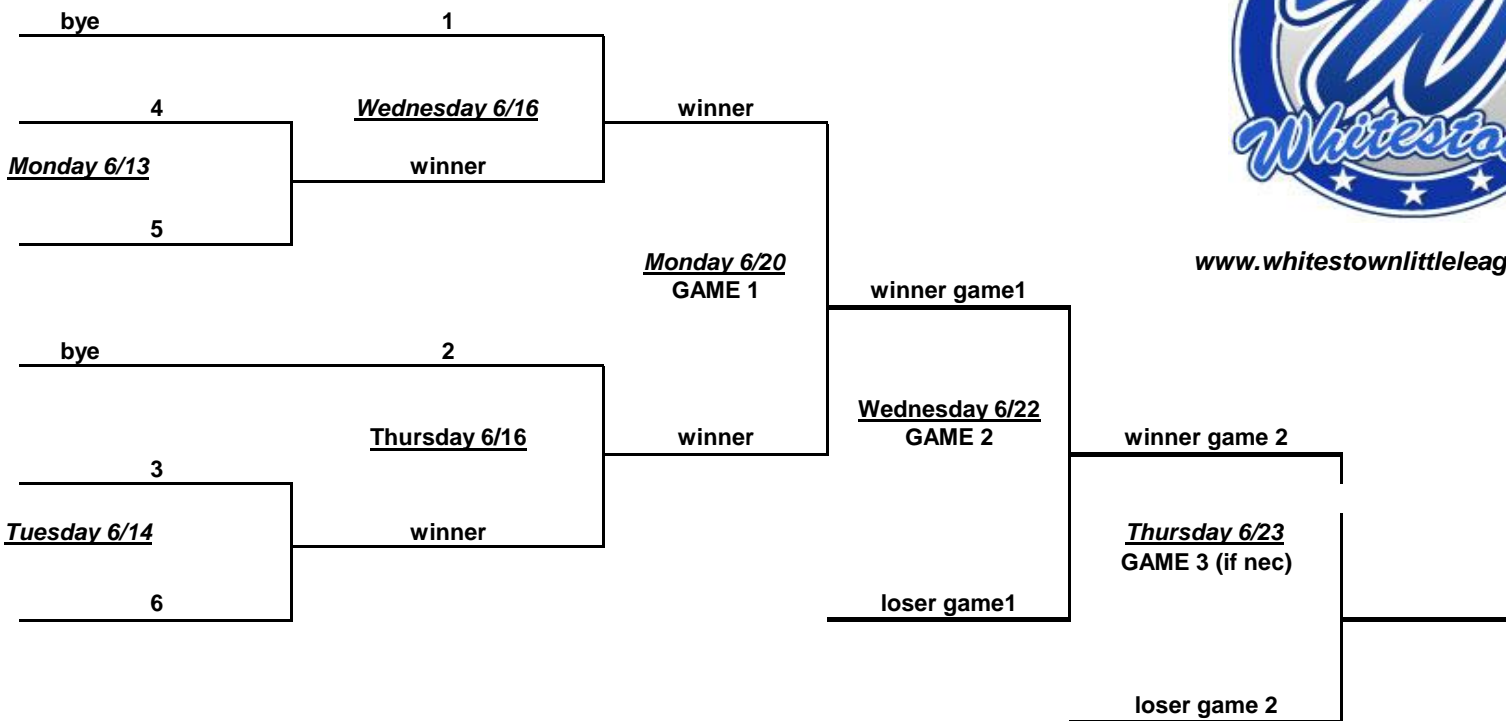 bye
1
4
Wednesday 6/16
winner
Monday 6/13
winner
5
Monday 6/20
GAME 1
winner game1
www.whitestownlittleleag
bye
2
Wednesday 6/22
GAME 2
Thursday 6/16
winner
winner game 2
3
Tuesday 6/14
winner
Thursday 6/23
GAME 3 (if nec)
6
loser game1
loser game 2
W